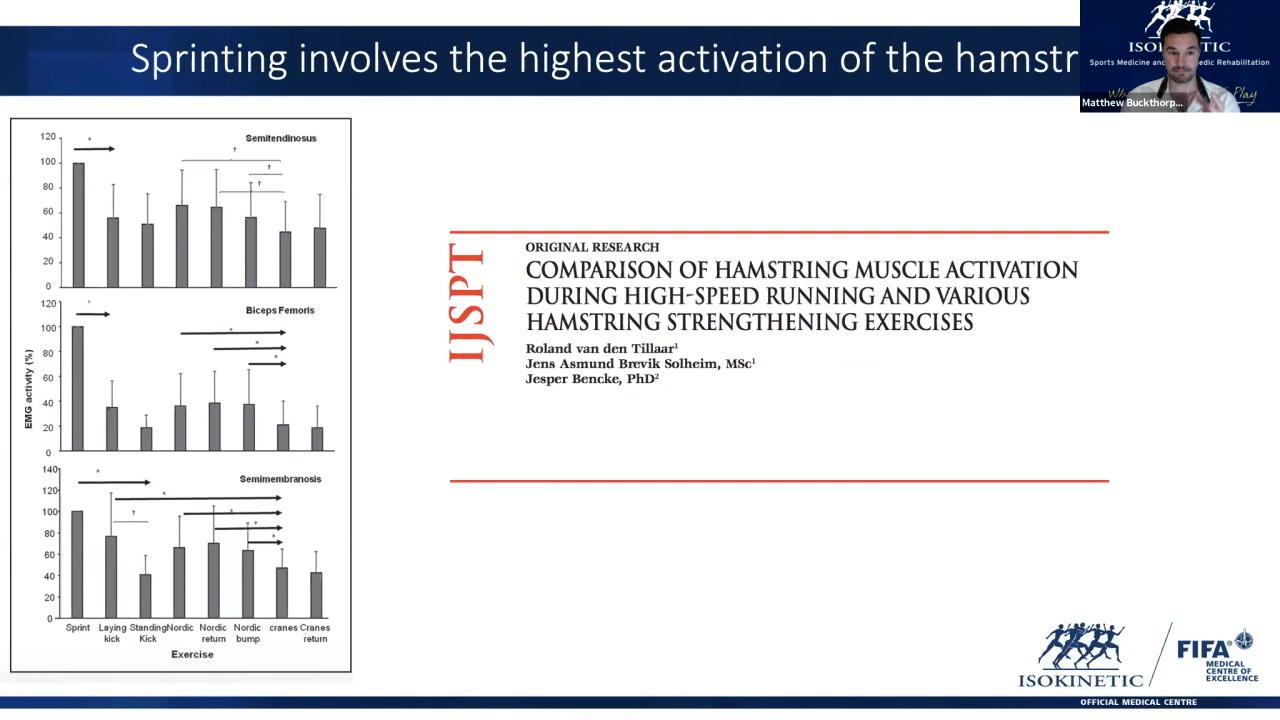 Sprinting involves the highest activation of the hamstr
ISOKINETIC
Sports Medicine and
edic Rehabilitation
Play
Matthew Buckthorp...
120
100
80
60
40
20
0
Semitendinosus
*
†
†
†
120
100
80
60
40
20
0
Biceps Femoris
*
*
*
*
EMG activity (%)
140
120
100
80
60
40
20
0
Semimembranosis
*
*
†
*
*
*
Sprint Laying kick Standing Kick Nordic Nordic return Nordic bump cranes Cranes return
Exercise
IJSPT
ORIGINAL RESEARCH
COMPARISON OF HAMSTRING MUSCLE ACTIVATION
DURING HIGH-SPEED RUNNING AND VARIOUS
HAMSTRING STRENGTHENING EXERCISES
Roland van den Tillaar¹
Jens Asmund Brevik Solheim, MSc¹
Jesper Bencke, PhD²
ISOKINETIC
FIFA®
MEDICAL
CENTRE OF
EXCELLENCE
OFFICIAL MEDICAL CENTRE